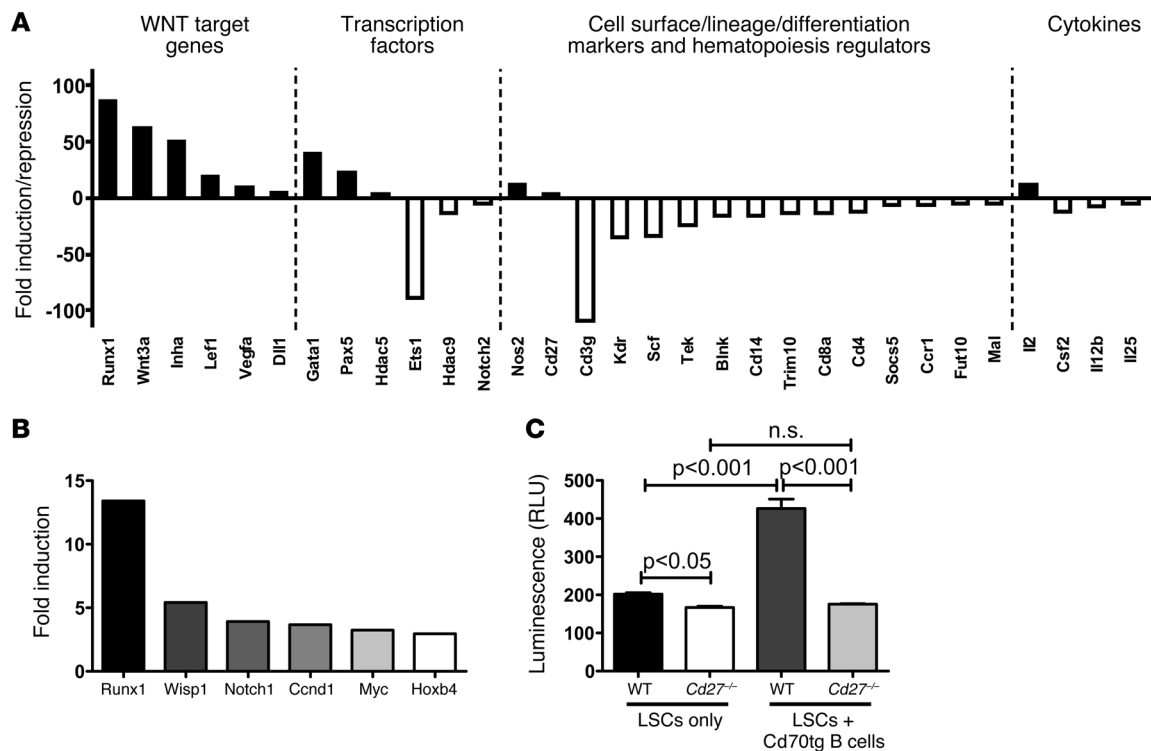 A
WNT target
genes
Transcription
factors
Cell surface/lineage/differentiation
markers and hematopoiesis regulators
Cytokines
Fold induction/repression
100
50
0
-50
-100
Runx1
Wnt3a
Inha
Lef1
Vegfa
Dll1
Gata1
Pax5
Hdac5
Ets1
Hdac9
Notch2
Nos2
Cd27
Cd3g
Kdr
Scf
Tek
Blnk
Cd14
Trim10
Cd8a
Cd4
Socs5
Ccr1
Fut10
Mal
Il2
Csf2
Il12b
Il25
B
Fold induction
15
10
5
0
Runx1 Wisp1 Notch1 Ccnd1 Myc Hoxb4
C
n.s.
p<0.001 p<0.001
p<0.05
Luminescence (RLU)
500
400
300
200
100
0
WT Cd27–/– WT Cd27–/–
LSCs only
LSCs +
Cd70tg B cells